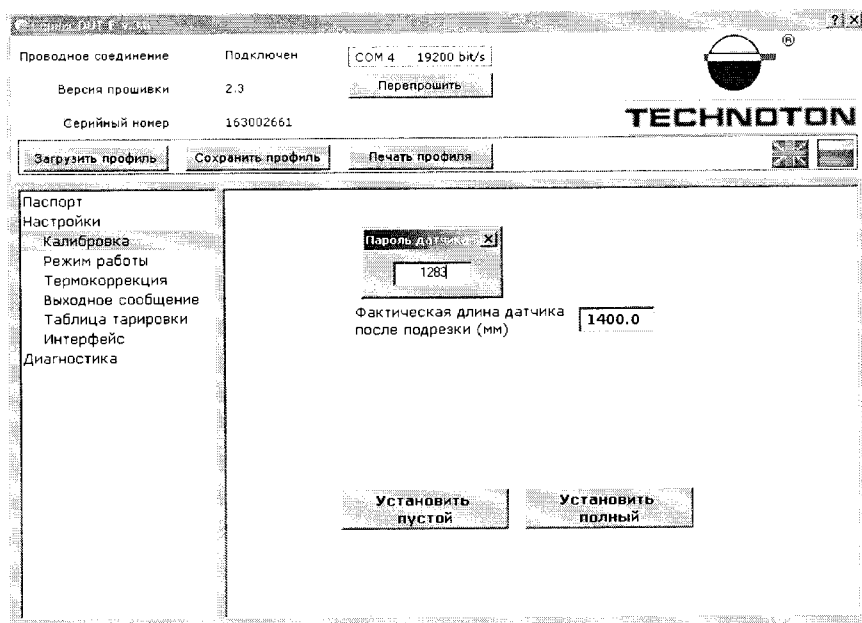 ? X
Проводное соединение Подключен COM 4 19200 bit/s
Версия прошивки 2.3 Перепрошить
Серийный номер 163002661
®
TECHNOTON
Загрузить профиль Сохранить профиль Печать профиля
Паспорт
Настройки
Калибровка
Режим работы
Термокоррекция
Выходное сообщение
Таблица тарировки
Интерфейс
Диагностика
Пароль датчика X
1283
Фактическая длина датчика
после подрезки (мм)
1400.0
Установить
пустой
Установить
полный